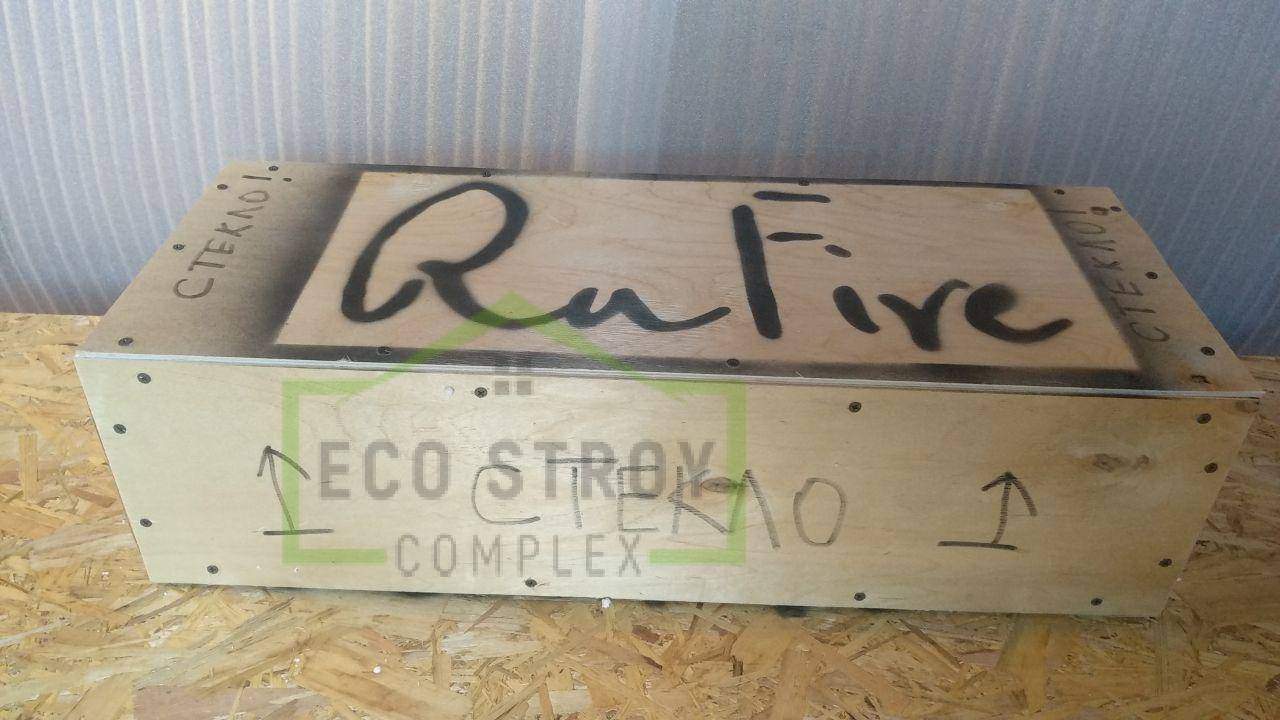 СТЕКЛО!
RuFire
СТЕКЛО!
СТЕКЛО
ECO STROY
COMPLEX